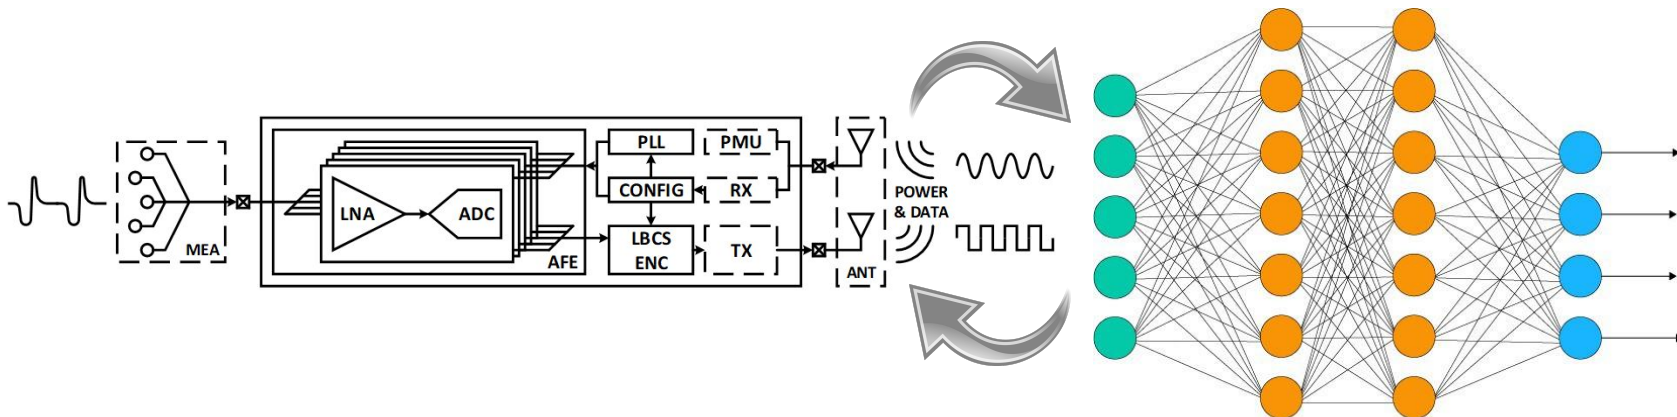 MEA
LNA
ADC
AFE
PLL
CONFIG
LBCS
ENC
PMU
RX
TX
ANT
POWER
& DATA